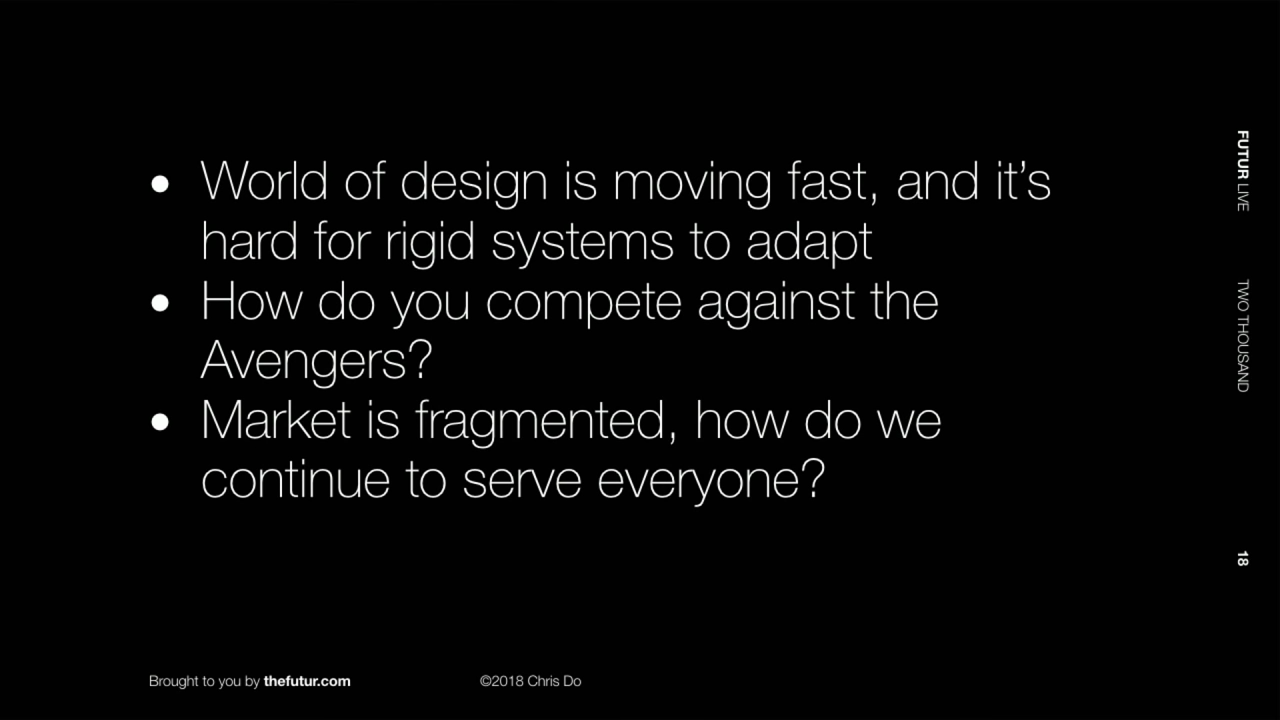 • World of design is moving fast, and it’s
hard for rigid systems to adapt
• How do you compete against the
Avengers?
• Market is fragmented, how do we
continue to serve everyone?
FUTUR LIVE
TWO THOUSAND
18
Brought to you by thefutur.com
©2018 Chris Do